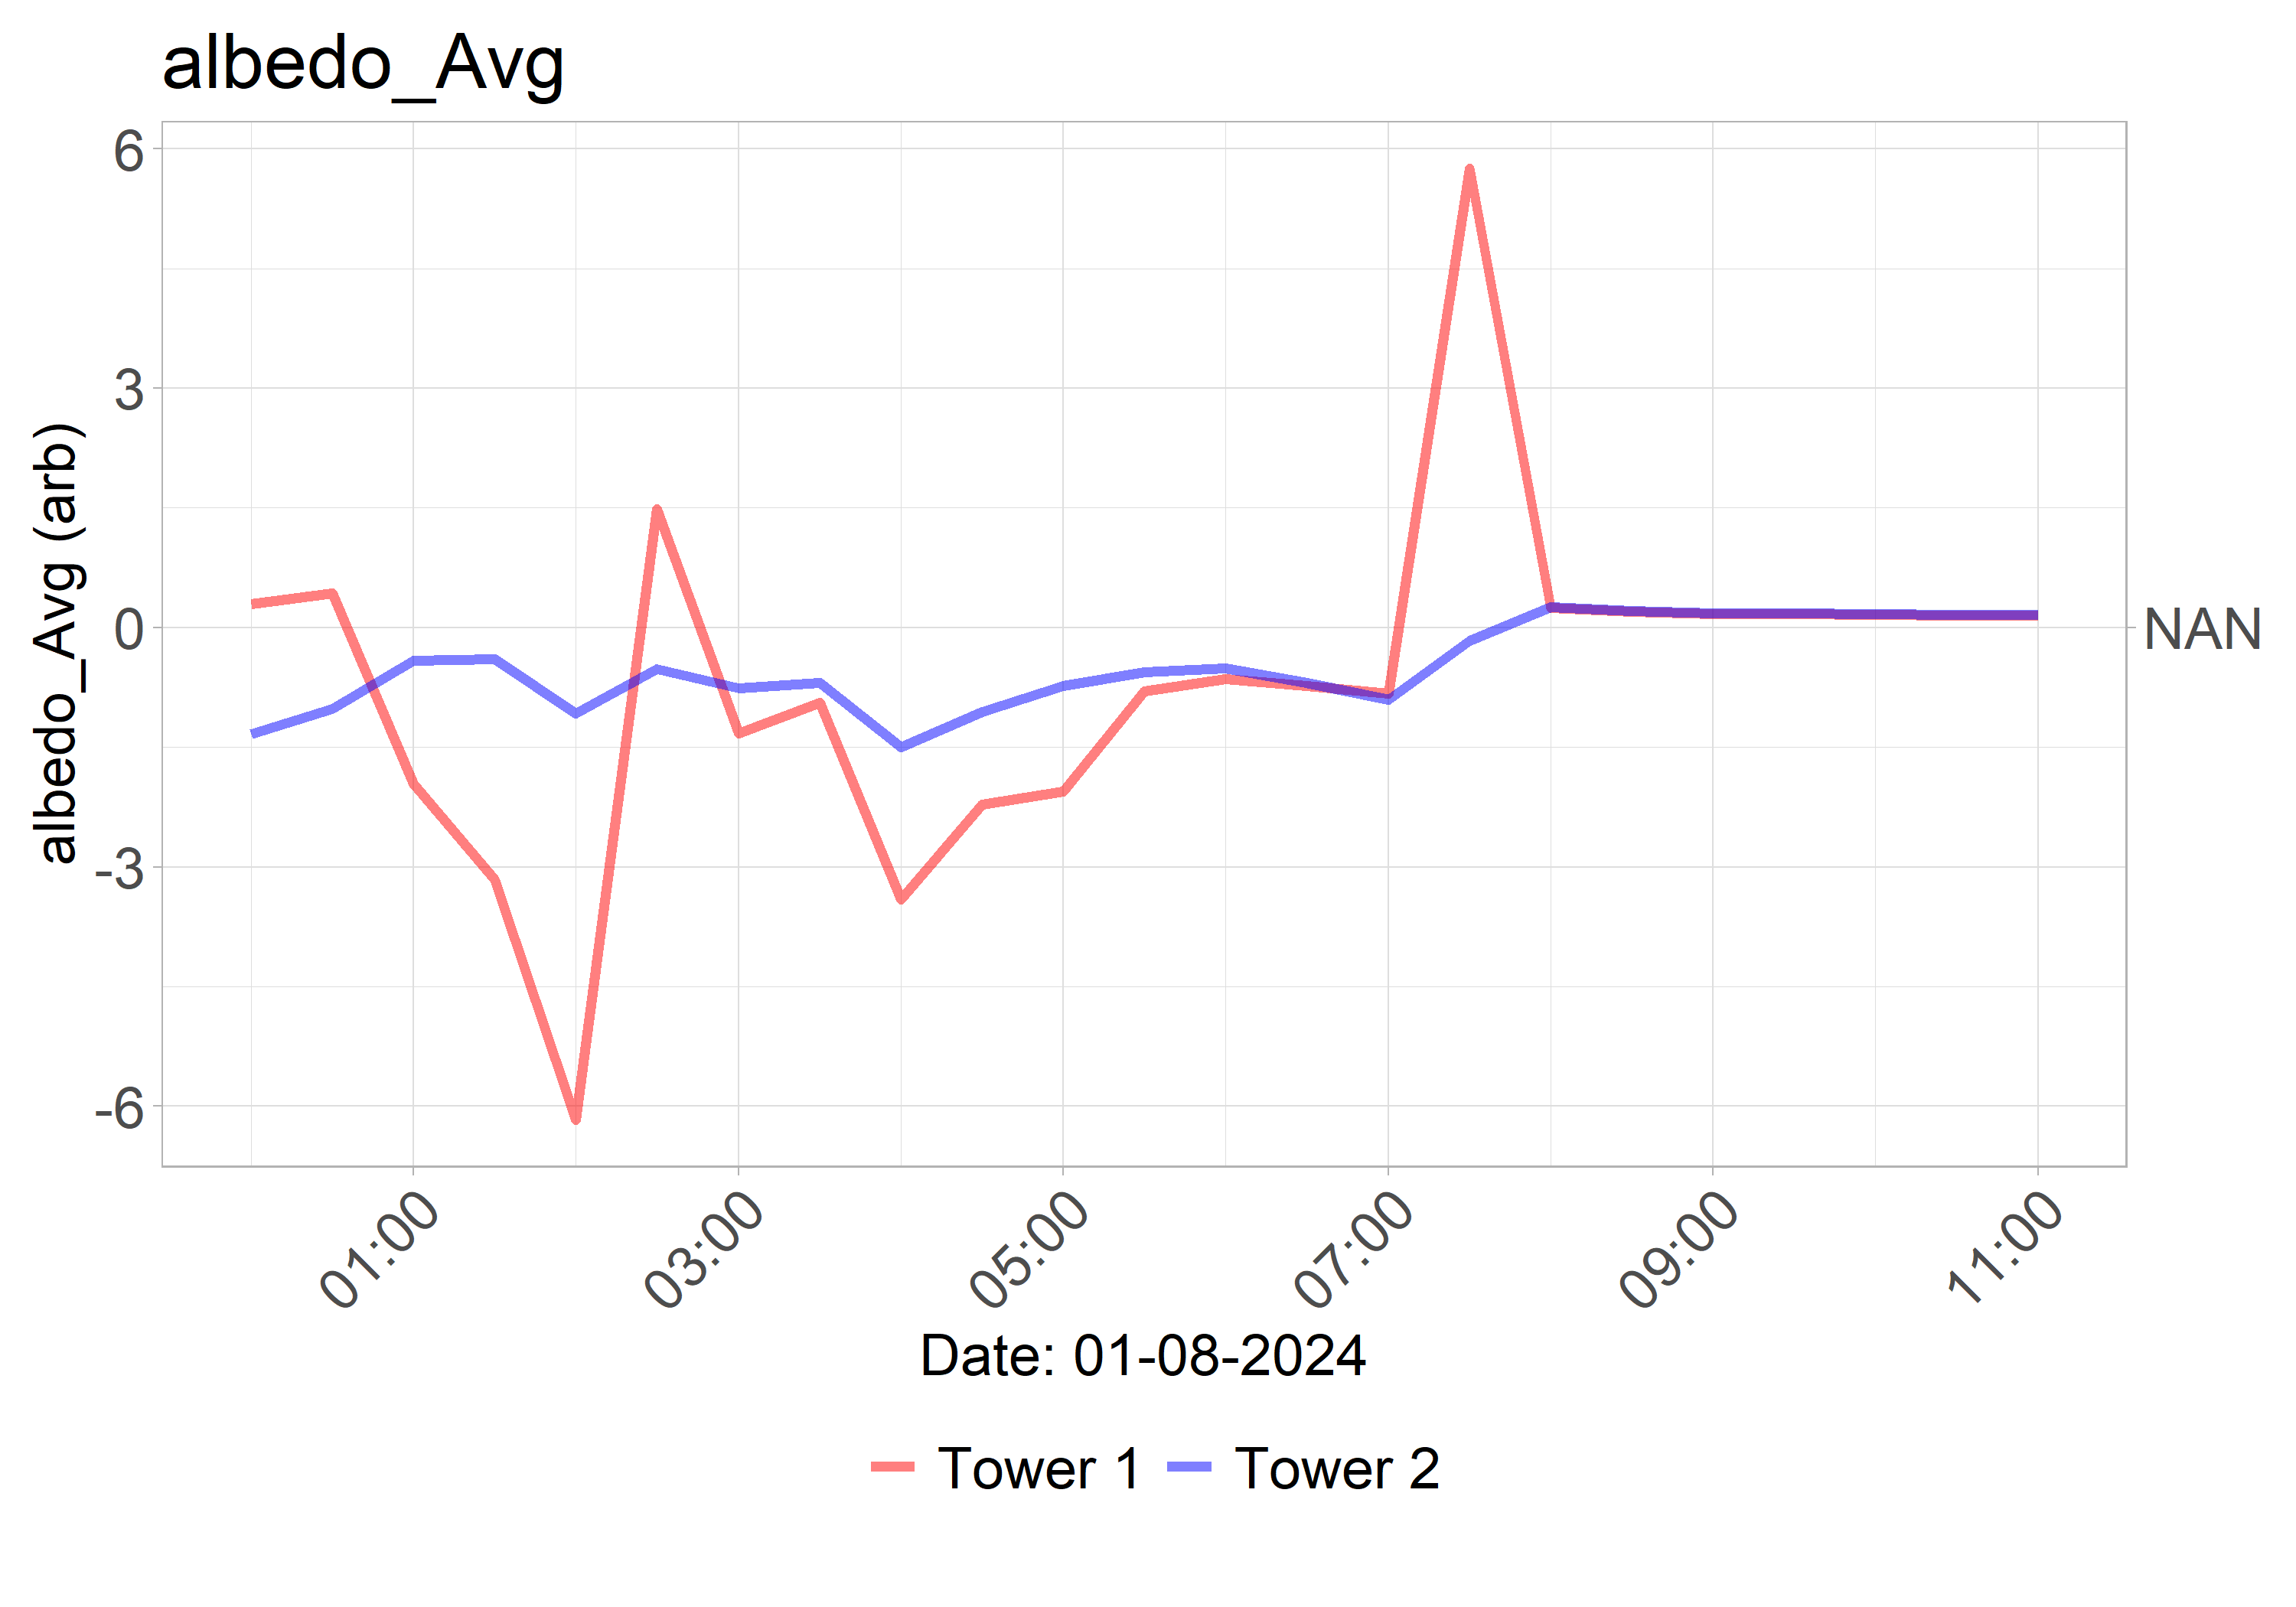 albedo_Avg
albedo_Avg (arb)
6
3
0
-3
-6
NAN
01:00
03:00
05:00
07:00
09:00
11:00
Date: 01-08-2024
Tower 1
Tower 2